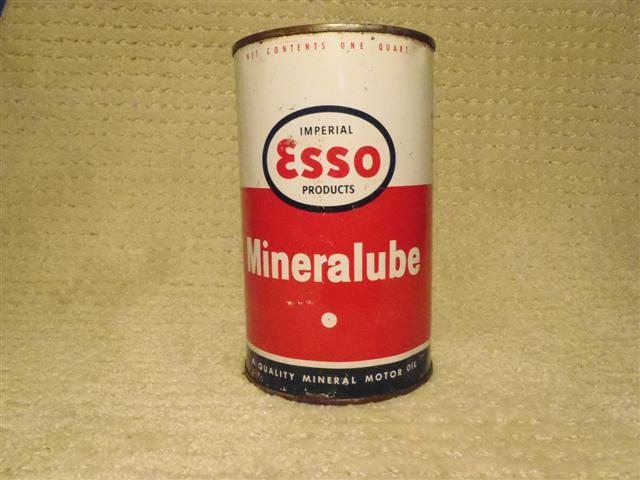 NET CONTENTS ONE QUART
IMPERIAL
Esso
PRODUCTS
Mineralube
A QUALITY MINERAL MOTOR OIL